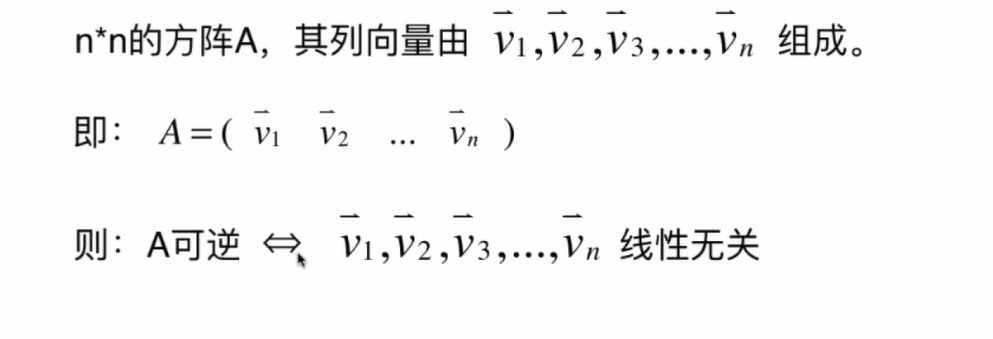 n*n的方阵A，其列向量由 v⃗1,v⃗2,v⃗3,...,v⃗n 组成。
即： A=( v⃗1 v⃗2 ... v⃗n )
则：A可逆 ⇔ v⃗1,v⃗2,v⃗3,...,v⃗n 线性无关